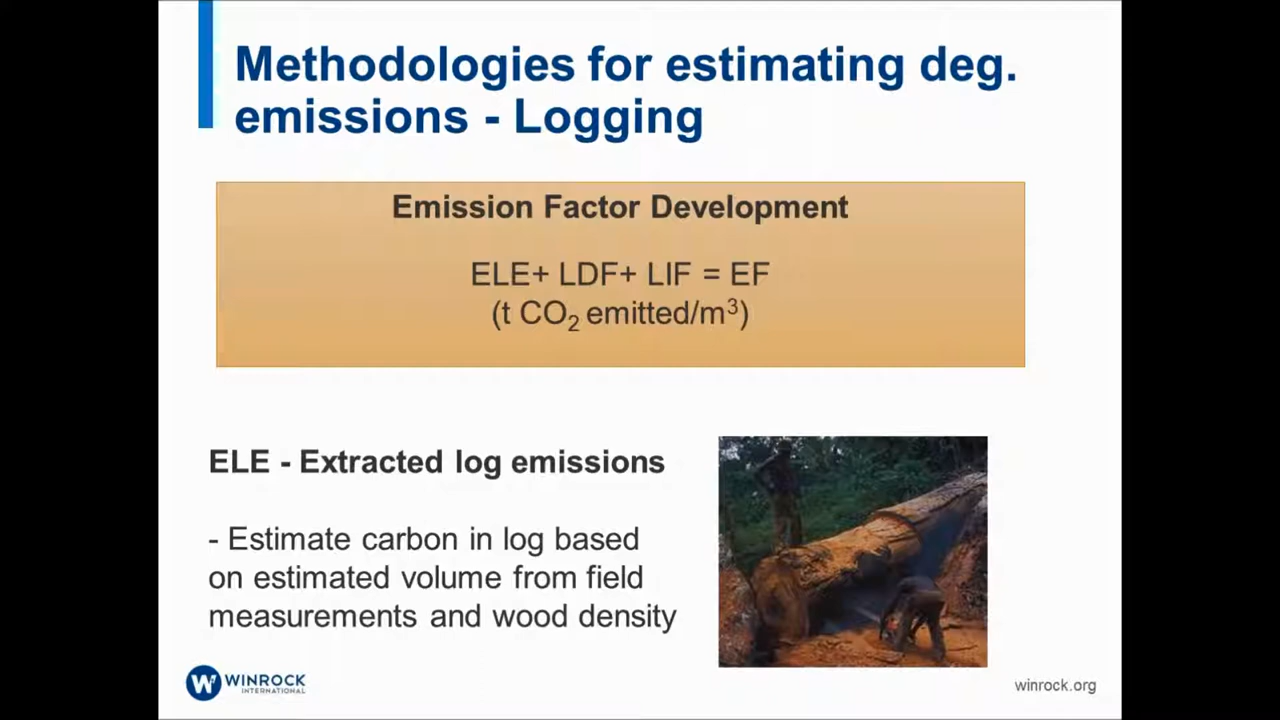 Methodologies for estimating deg.
emissions - Logging
Emission Factor Development
ELE+ LDF+ LIF = EF
(t CO₂ emitted/m³)
ELE - Extracted log emissions
- Estimate carbon in log based
on estimated volume from field
measurements and wood density
W
WINROCK
INTERNATIONAL
winrock.org